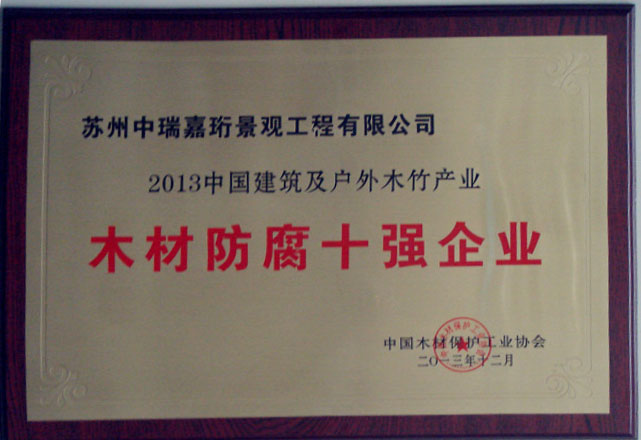 苏州中瑞嘉珩景观工程有限公司
2013中国建筑及户外木竹产业
木材防腐十强企业
中国木材保护工业协会
二〇一三年十二月